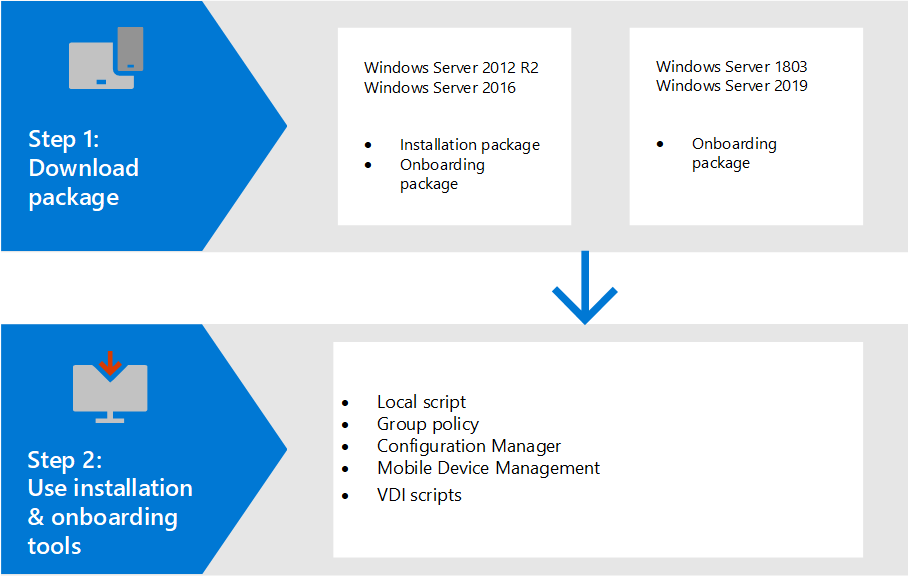 Step 1:
Download
package
Windows Server 2012 R2
Windows Server 2016
• Installation package
• Onboarding
package
Windows Server 1803
Windows Server 2019
• Onboarding
package
Step 2:
Use installation
& onboarding
tools
• Local script
• Group policy
• Configuration Manager
• Mobile Device Management
• VDI scripts